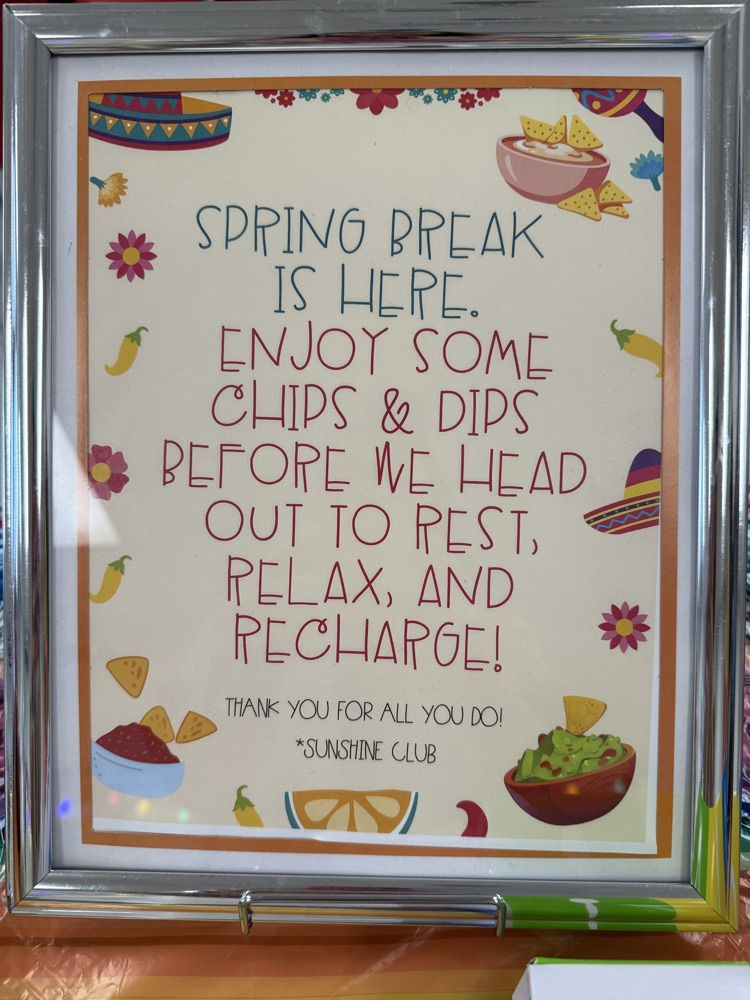 SPRING BREAK
IS HERE.
ENJOY SOME
CHIPS & DIPS
BEFORE WE HEAD
OUT TO REST,
RELAX, AND
RECHARGE!
THANK YOU FOR ALL YOU DO!
*SUNSHINE CLUB